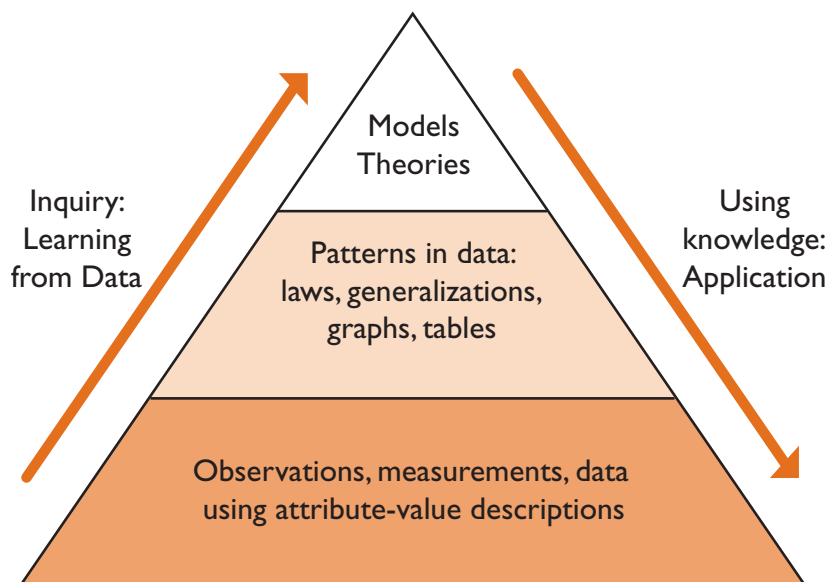 Models
Theories
Inquiry:
Learning
from Data
Using
knowledge:
Application
Patterns in data:
laws, generalizations,
graphs, tables
Observations, measurements, data
using attribute-value descriptions